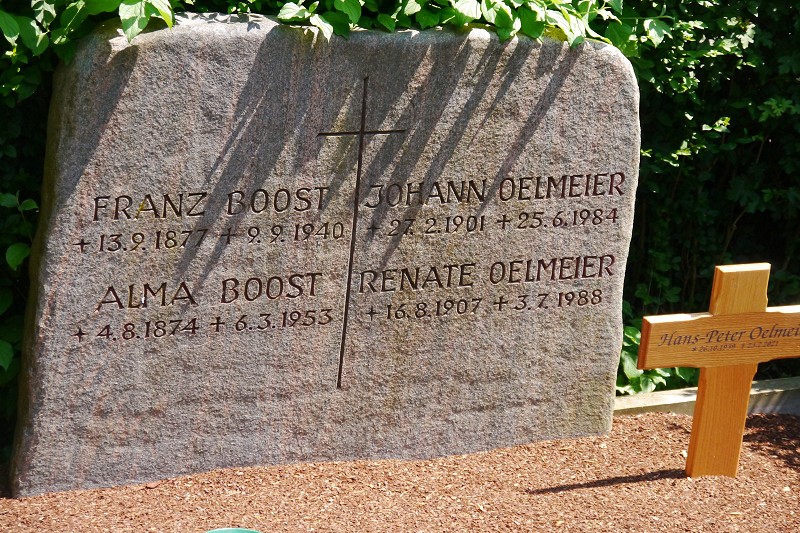 FRANZ BOOST
+ 13.9.1877 + 9.9.1940
ALMA BOOST
+ 4.8.1874 + 6.3.1953
JOHANN OELMEIER
+ 27.2.1901 + 25.6.1984
RENATE OELMEIER
+ 16.8.1907 + 3.7.1988
Hans-Peter Oelmei